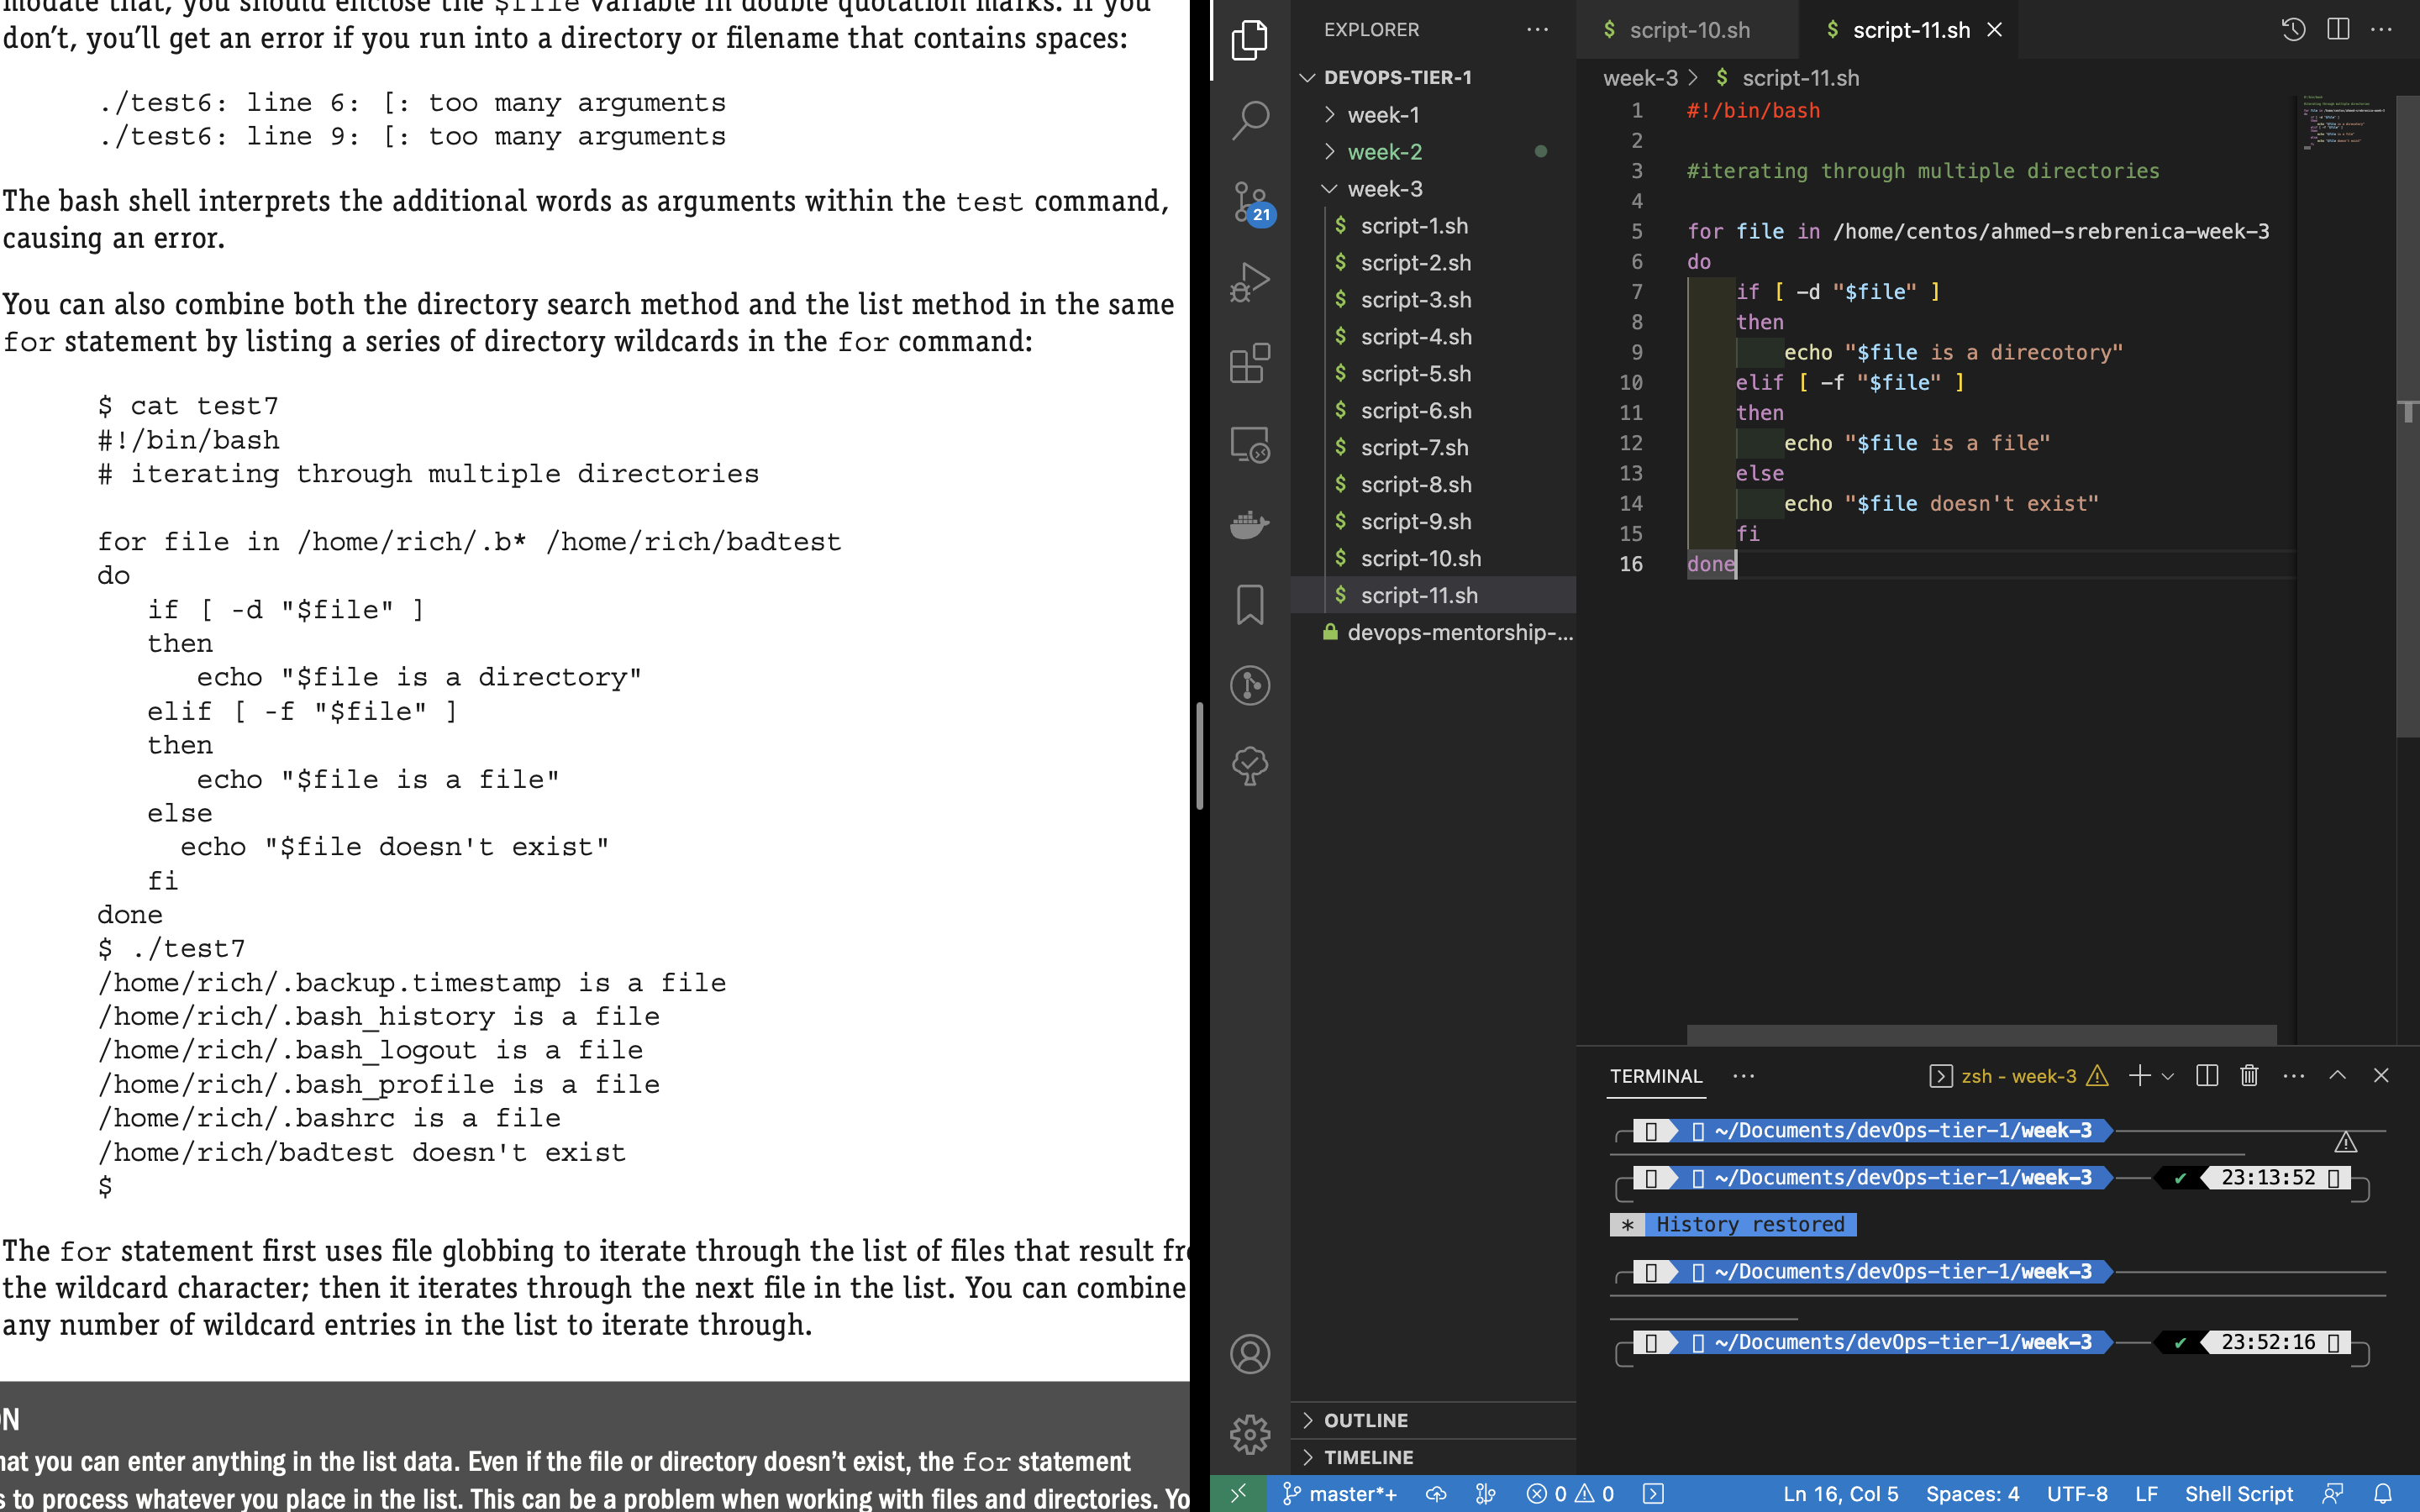 modate that, you should enclose the $file variable in double quotation marks. If you
don't, you'll get an error if you run into a directory or filename that contains spaces:
./test6: line 6: [: too many arguments
./test6: line 9: [: too many arguments
The bash shell interprets the additional words as arguments within the test command,
causing an error.
You can also combine both the directory search method and the list method in the same
for statement by listing a series of directory wildcards in the for command:
$ cat test7
#!/bin/bash
# iterating through multiple directories
for file in /home/rich/.b* /home/rich/badtest
do
if [ -d "$file" ]
then
echo "$file is a directory"
elif [ -f "$file" ]
then
echo "$file is a file"
else
echo "$file doesn't exist"
fi
done
$ ./test7
/home/rich/.backup.timestamp is a file
/home/rich/.bash_history is a file
/home/rich/.bash_logout is a file
/home/rich/.bash_profile is a file
/home/rich/.bashrc is a file
/home/rich/badtest doesn't exist
$
The for statement first uses file globbing to iterate through the list of files that result fr
the wildcard character; then it iterates through the next file in the list. You can combine
any number of wildcard entries in the list to iterate through.
N
hat you can enter anything in the list data. Even if the file or directory doesn't exist, the for statement
s to process whatever you place in the list. This can be a problem when working with files and directories. Yo
21
EXPLORER
DEVOPS-TIER-1
week-1
week-2
week-3
$ script-1.sh
$ script-2.sh
$ script-3.sh
$ script-4.sh
$ script-5.sh
$ script-6.sh
$ script-7.sh
$ script-8.sh
$ script-9.sh
$ script-10.sh
$ script-11.sh
devops-mentorship-...
OUTLINE
TIMELINE
$ script-10.sh
$ script-11.sh
week-3 > $ script-11.sh
1 #!/bin/bash
2
3 #iterating through multiple directories
4
5 for file in /home/centos/ahmed-srebrenica-week-3
6 do
7 if [ -d "$file" ]
8 then
9 echo "$file is a direcotory"
10 elif [ -f "$file" ]
11 then
12 echo "$file is a file"
13 else
14 echo "$file doesn't exist"
15 fi
16 done
TERMINAL
zsh - week-3
~/Documents/devOps-tier-1/week-3
~/Documents/devOps-tier-1/week-3 ✔ 23:13:52
* History restored
~/Documents/devOps-tier-1/week-3
~/Documents/devOps-tier-1/week-3 ✔ 23:52:16
master*+ 0 0 Ln 16, Col 5 Spaces: 4 UTF-8 LF Shell Script